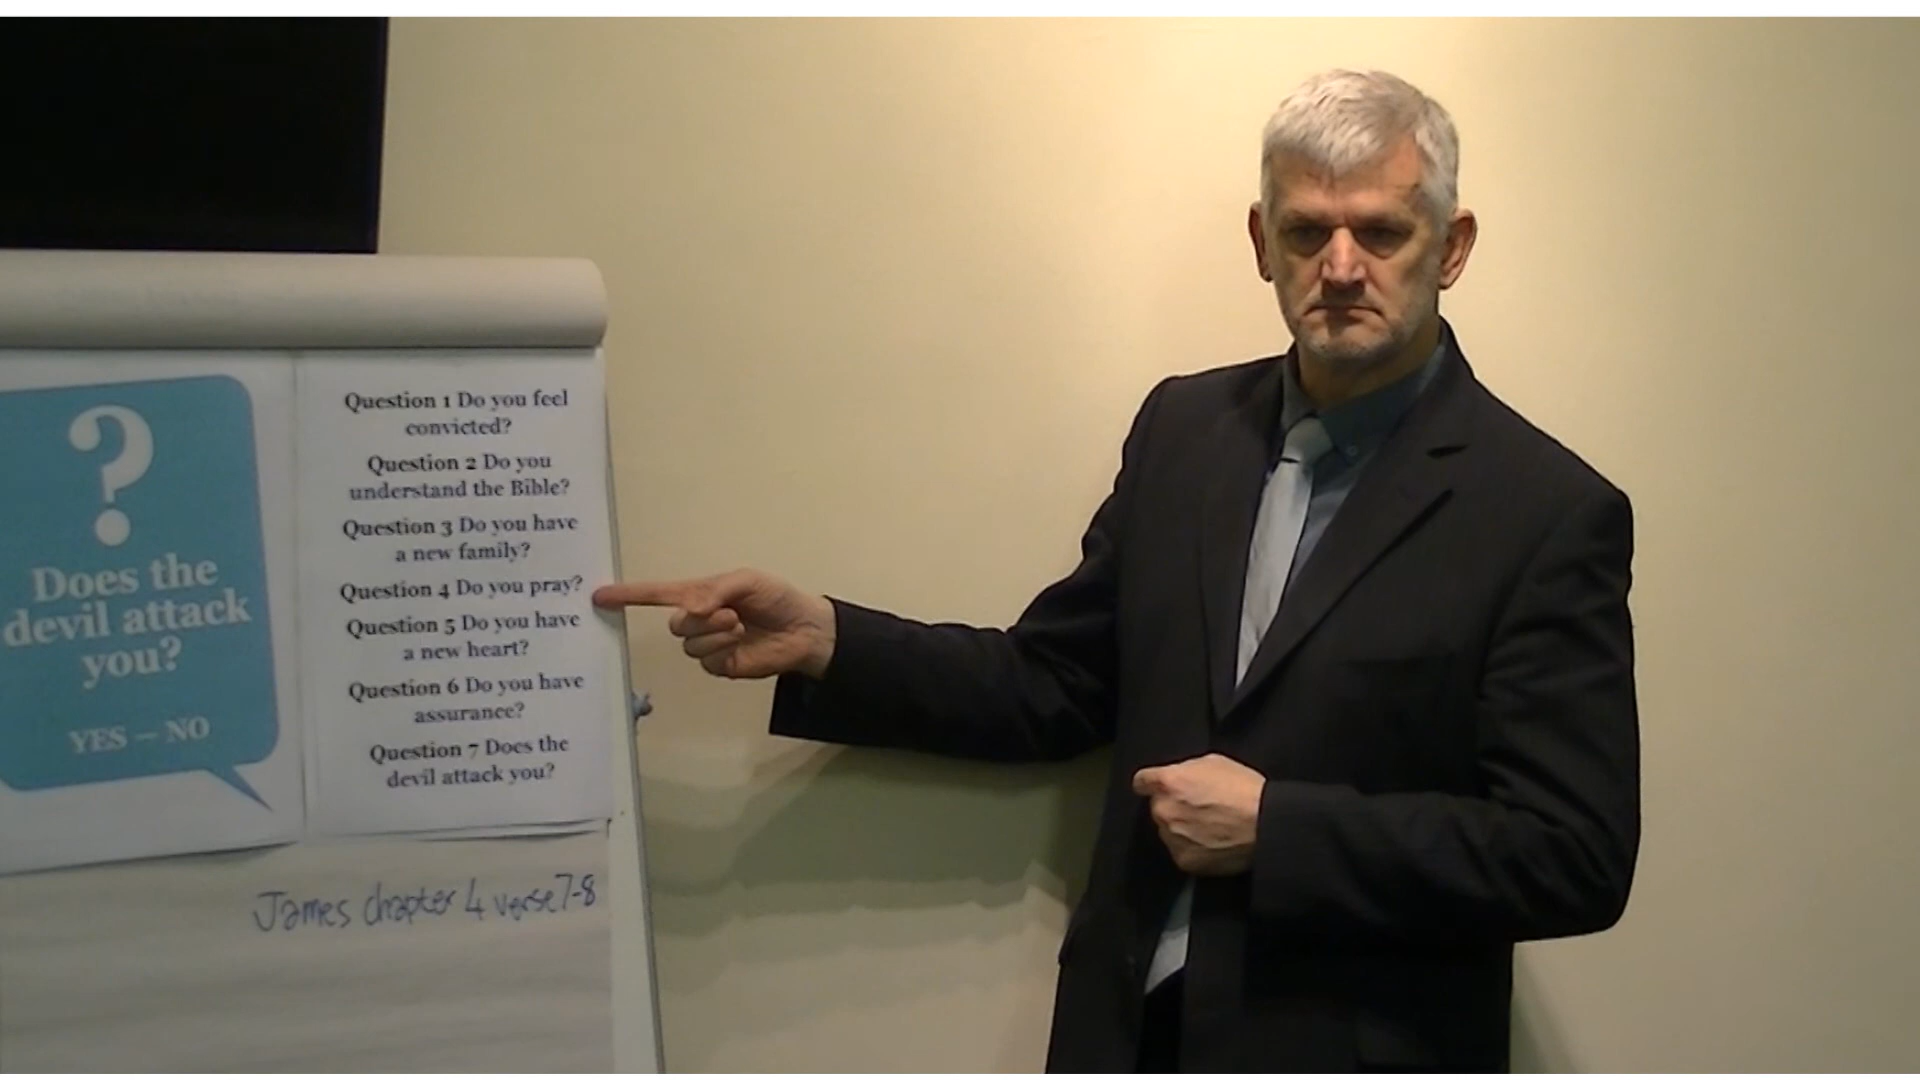 ?
Does the
devil attack
you?
YES – NO
Question 1 Do you feel
convicted?
Question 2 Do you
understand the Bible?
Question 3 Do you have
a new family?
Question 4 Do you pray?
Question 5 Do you have
a new heart?
Question 6 Do you have
assurance?
Question 7 Does the
devil attack you?
James chapter 4 verse 7-8